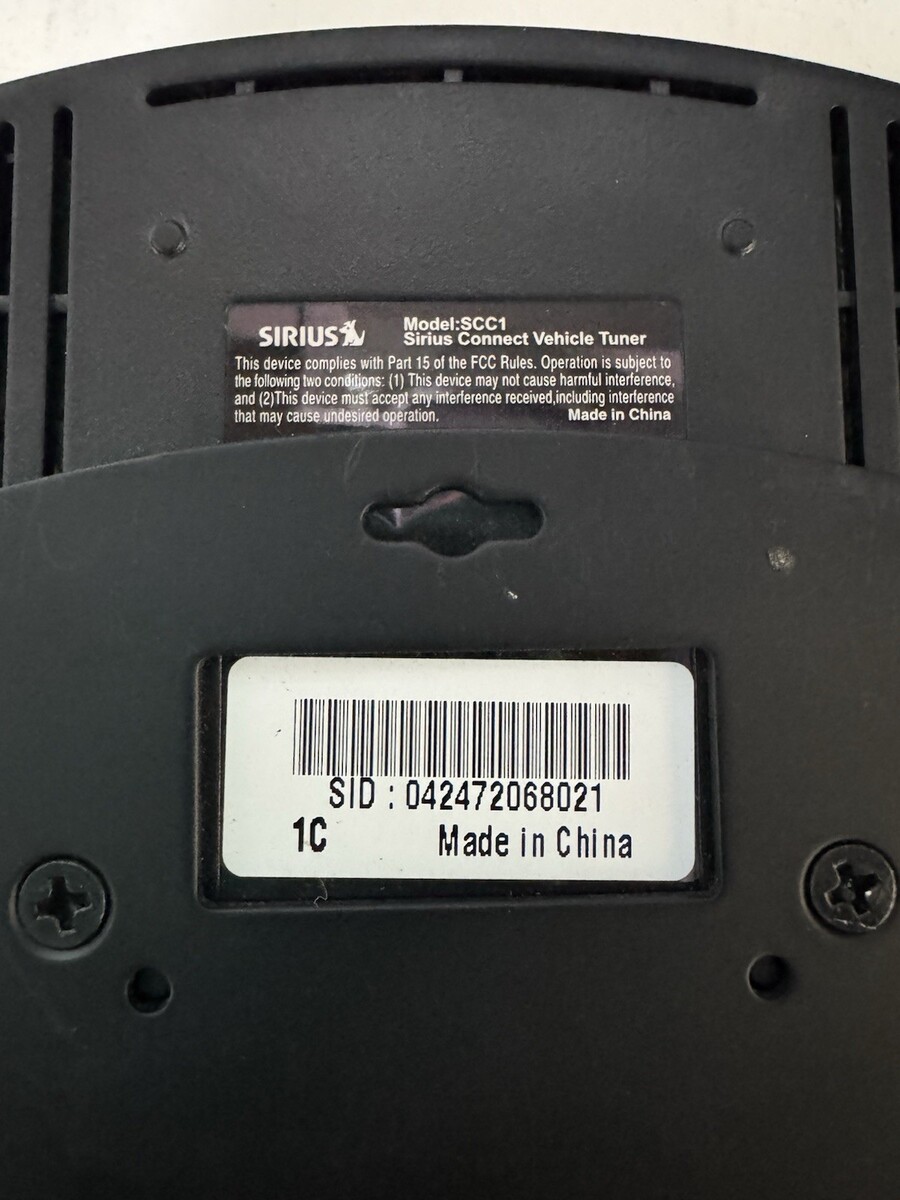 SIRIUS
Model:SCC1
Sirius Connect Vehicle Tuner
This device complies with Part 15 of the FCC Rules. Operation is subject to
the following two conditions: (1) This device may not cause harmful interference,
and (2)This device must accept any interference received,including interference
that may cause undesired operation.
Made in China
SID : 042472068021
1C Made in China